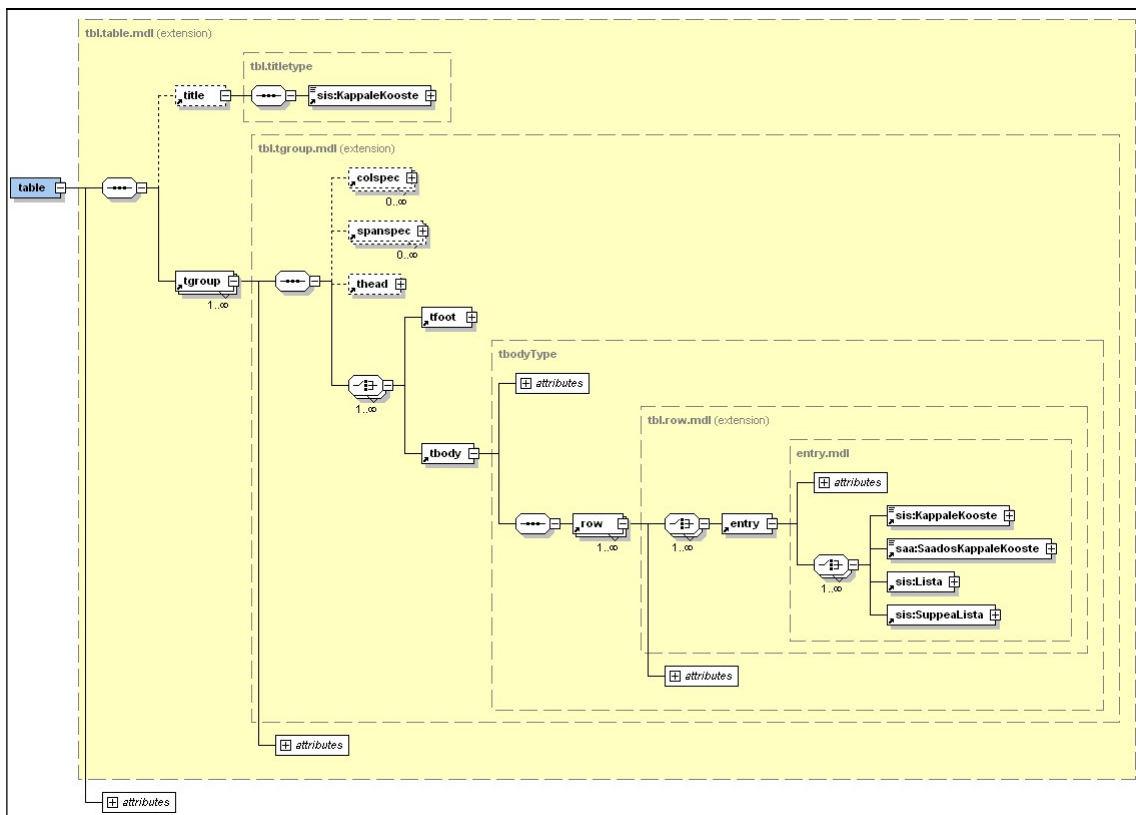 tbl.table.mdl (extension)
tbl.titletype
title
sis:KappaleKooste
tbl.tgroup.mdl (extension)
colspec
0..∞
table
spanspec
0..∞
tgroup
1..∞
thead
tfoot
tbodyType
attributes
1..∞
tbl.row.mdl (extension)
tbody
entry.mdl
attributes
sis:KappaleKooste
row
1..∞
1..∞
entry
saa:SaadosKappaleKooste
1..∞
sis:Lista
sis:SuppeaLista
attributes
attributes
attributes